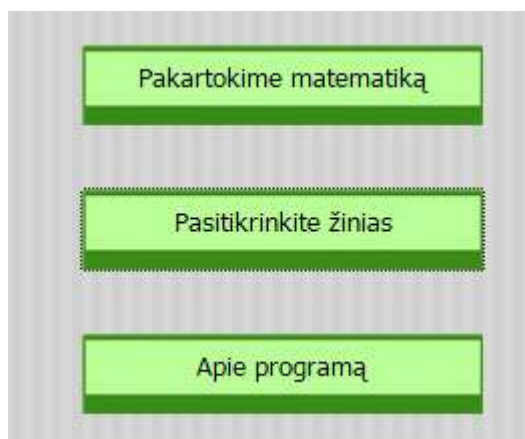 Pakartokime matematiką
Pasitikrinkite žinias
Apie programą